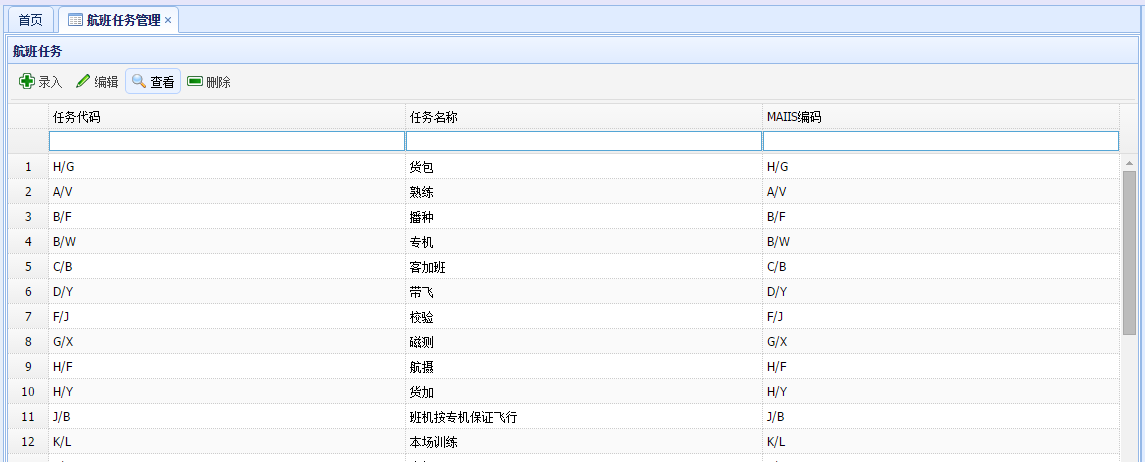 首页 航班任务管理 ×
航班任务
录入 编辑 查看 删除
任务代码 任务名称 MAIIS编码
1 H/G 货包 H/G
2 A/V 熟练 A/V
3 B/F 播种 B/F
4 B/W 专机 B/W
5 C/B 客加班 C/B
6 D/Y 带飞 D/Y
7 F/J 校验 F/J
8 G/X 磁测 G/X
9 H/F 航摄 H/F
10 H/Y 货加 H/Y
11 J/B 班机按专机保证飞行 J/B
12 K/L 本场训练 K/L